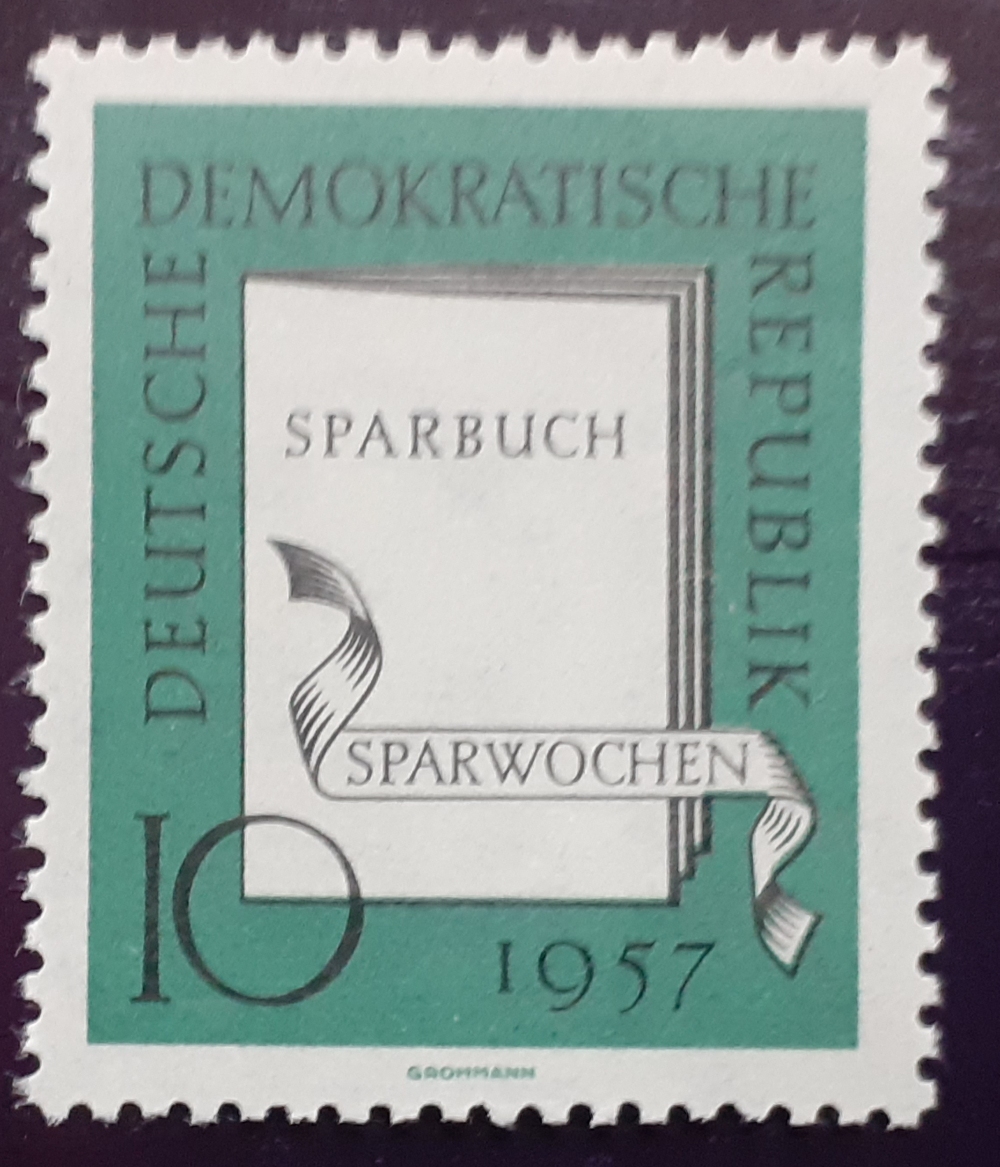 DEUTSCHE
DEMOKRATISCHE
REPUBLIK
SPARBUCH
SPARWOCHEN
10
1957
GROHMANN